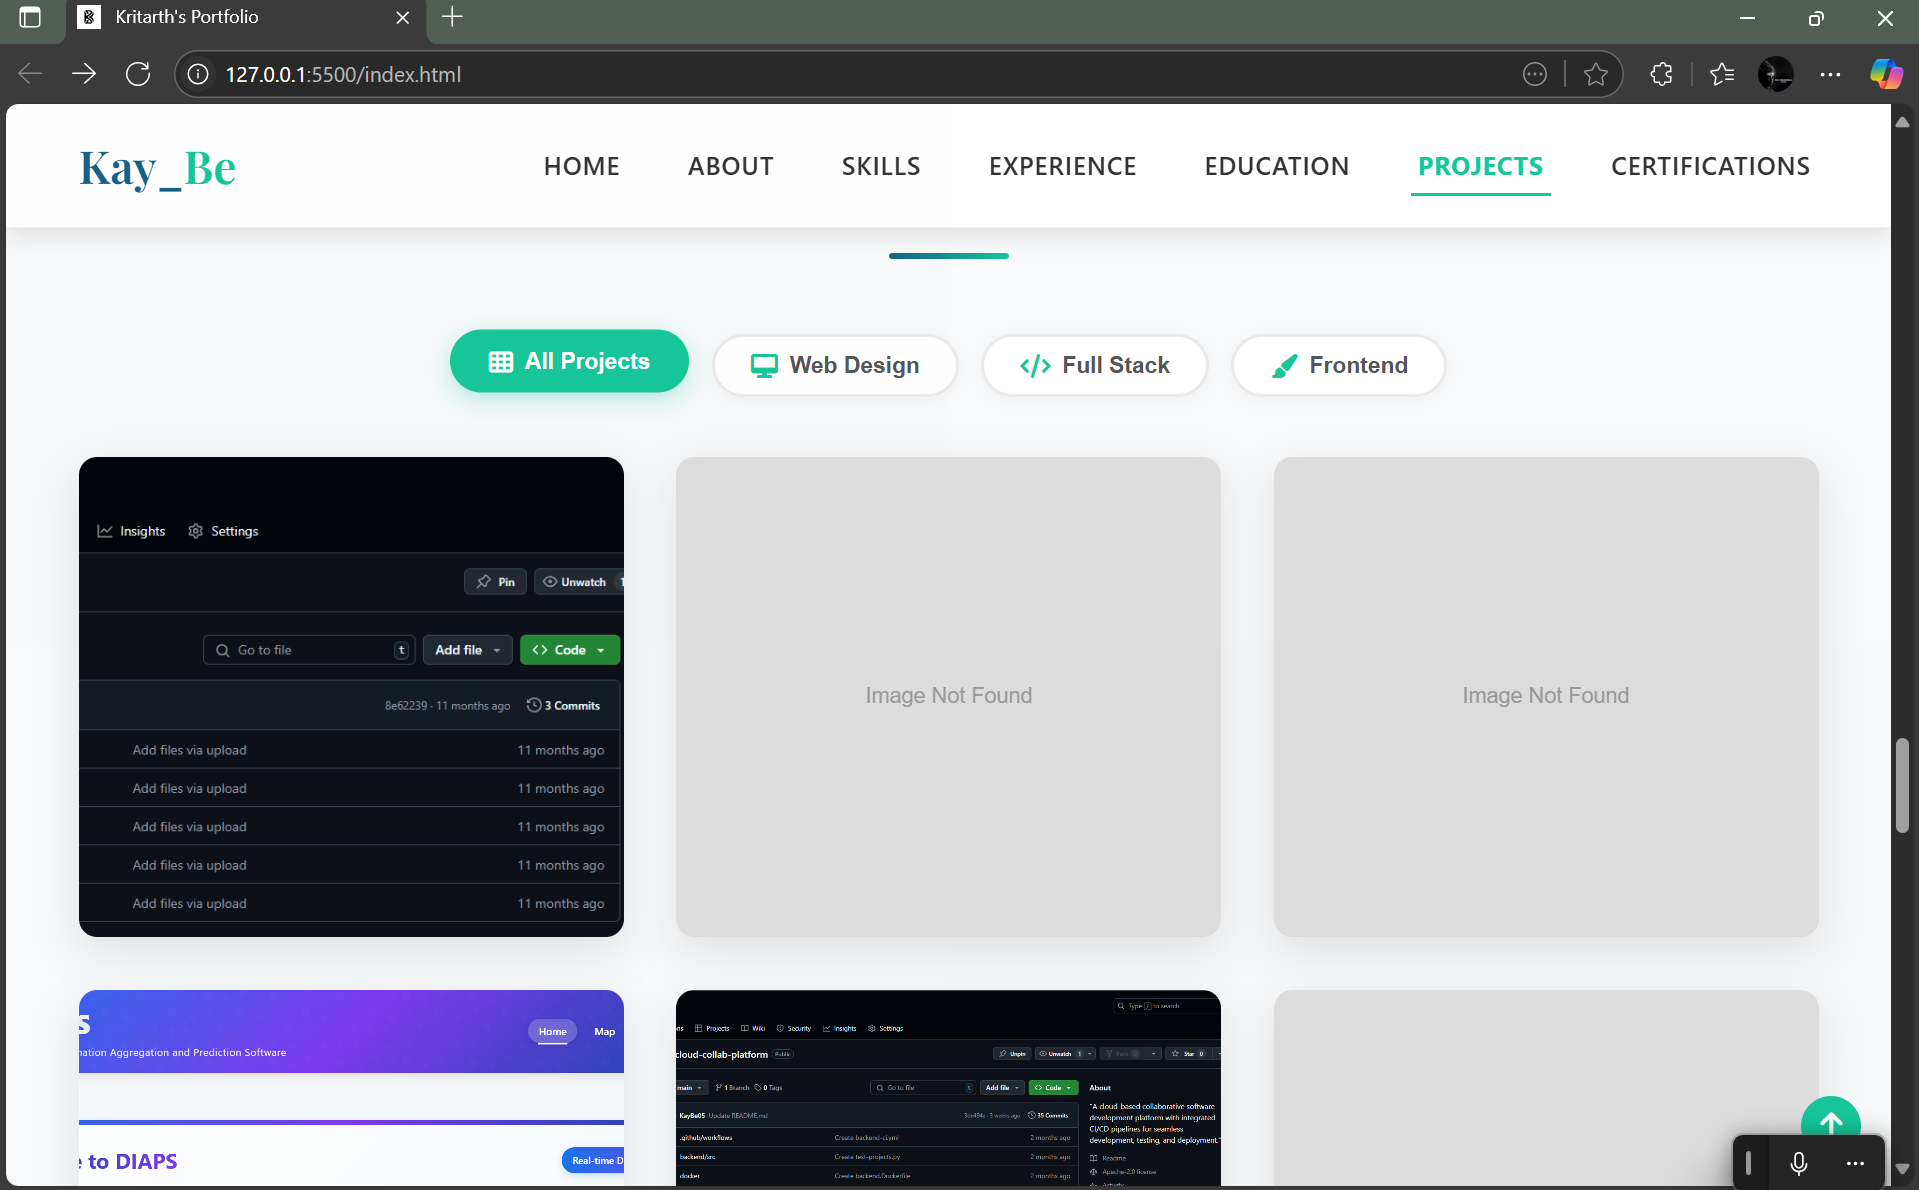 Kritarth's Portfolio
127.0.0.1:5500/index.html
Kay_Be
HOME
ABOUT
SKILLS
EXPERIENCE
EDUCATION
PROJECTS
CERTIFICATIONS
All Projects
Web Design
Full Stack
Frontend
Insights
Settings
Pin
Unwatch
Go to file
t
Add file
Code
8e62239 · 11 months ago
3 Commits
Add files via upload 11 months ago
Add files via upload 11 months ago
Add files via upload 11 months ago
Add files via upload 11 months ago
Add files via upload 11 months ago
Image Not Found
Image Not Found
Home
Map
Aggregation and Prediction Software
to DIAPS
Real-time D
Type / to search
Projects
Wiki
Security
Insights
Settings
cloud-collab-platform
Public
Unpin
Unwatch 1
Star 0
main
1 Branch
0 Tags
Go to file
Add file
Code
About
KayBe05 Update README.md
3 weeks ago
35 Commits
.github/workflows Create backend-ci.yml 2 months ago
backend/src Create test-projects.py 2 months ago
docker Create backend.Dockerfile 2 months ago
"A cloud based collaborative software
development platform with integrated
CI/CD pipelines for seamless
development, testing, and deployment."
Readme
Apache-2.0 license